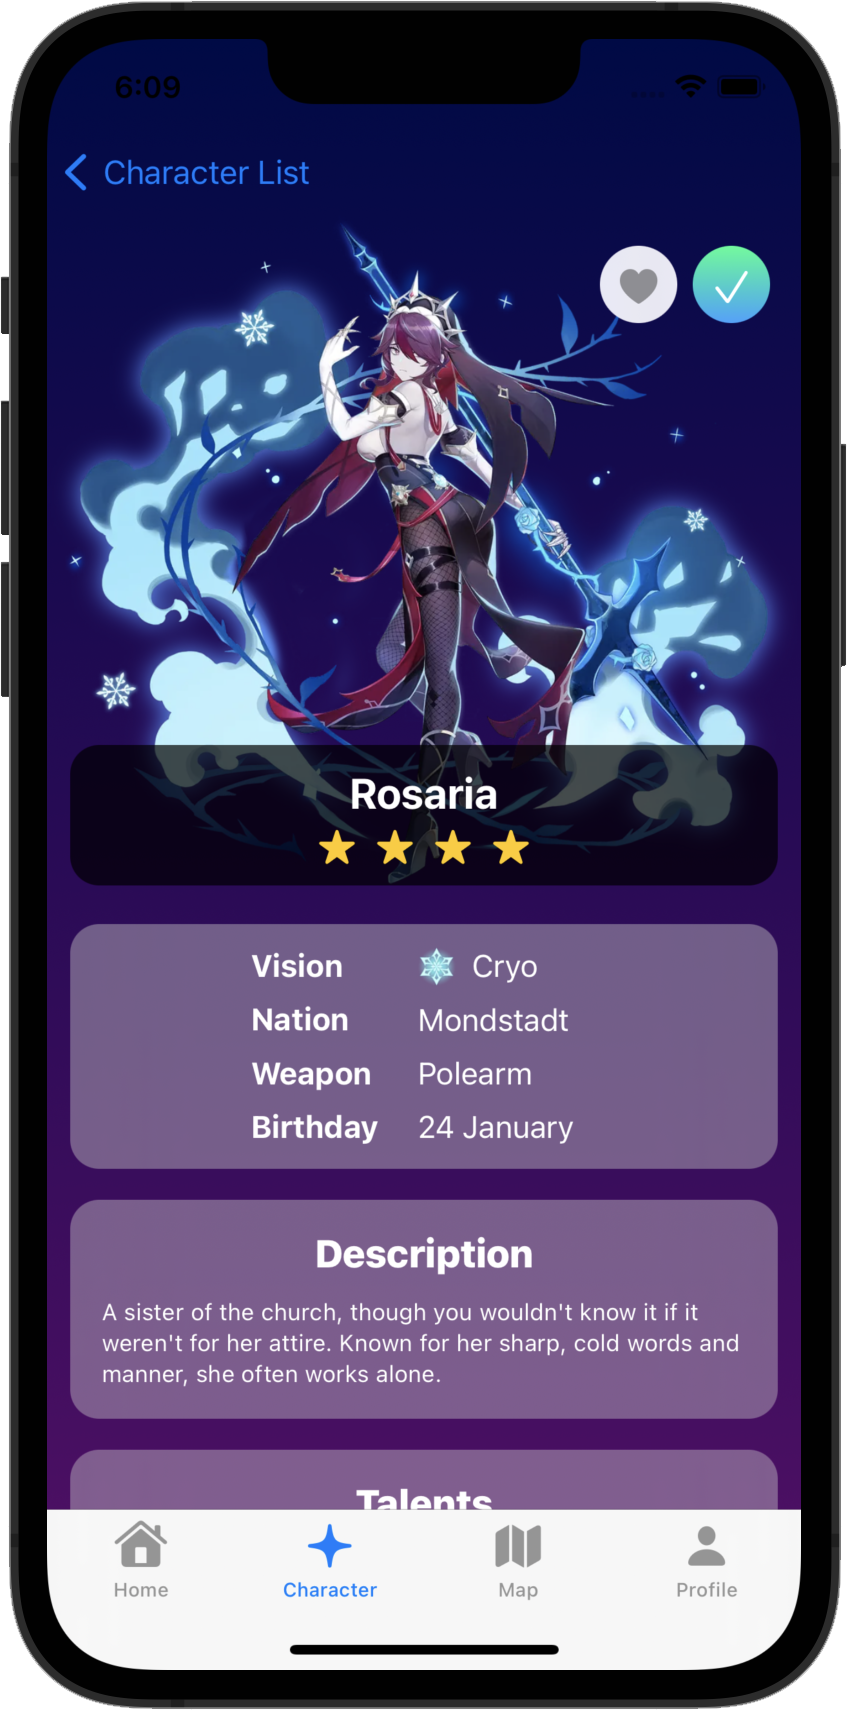 6:09
Character List
Rosaria
Vision Cryo
Nation Mondstadt
Weapon Polearm
Birthday 24 January
Description
A sister of the church, though you wouldn't know it if it
weren't for her attire. Known for her sharp, cold words and
manner, she often works alone.
Talents
Home Character Map Profile